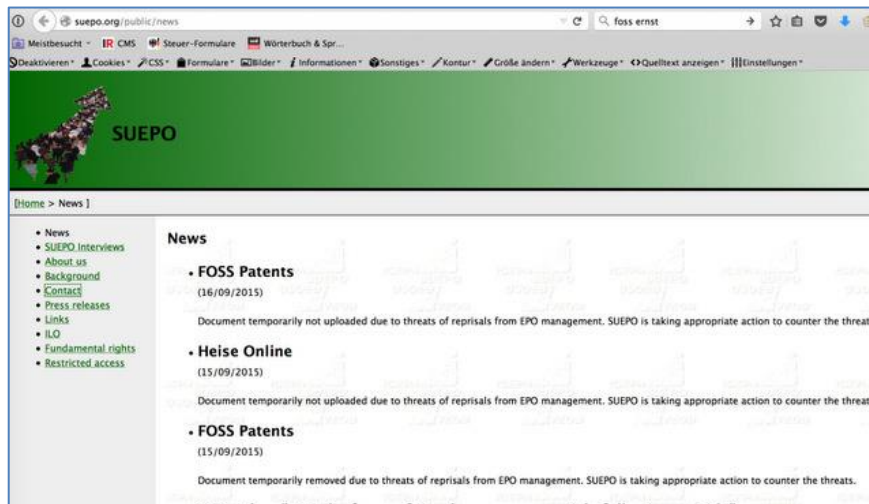 suepo.org/public/news
foss ernst
Meistbesucht IR CMS Steuer-Formulare Wörterbuch & Spr...
Deaktivieren Cookies CSS Formulare Bilder Informationen Sonstiges Kontur Größe ändern Werkzeuge Quelltext anzeigen Einstellungen
SUEPO
[Home > News ]
• News
• SUEPO Interviews
• About us
• Background
• Contact
• Press releases
• Links
• ILO
• Fundamental rights
• Restricted access
News
• FOSS Patents
(16/09/2015)
Document temporarily not uploaded due to threats of reprisals from EPO management. SUEPO is taking appropriate action to counter the threat
• Heise Online
(15/09/2015)
Document temporarily not uploaded due to threats of reprisals from EPO management. SUEPO is taking appropriate action to counter the threat
• FOSS Patents
(15/09/2015)
Document temporarily removed due to threats of reprisals from EPO management. SUEPO is taking appropriate action to counter the threats.